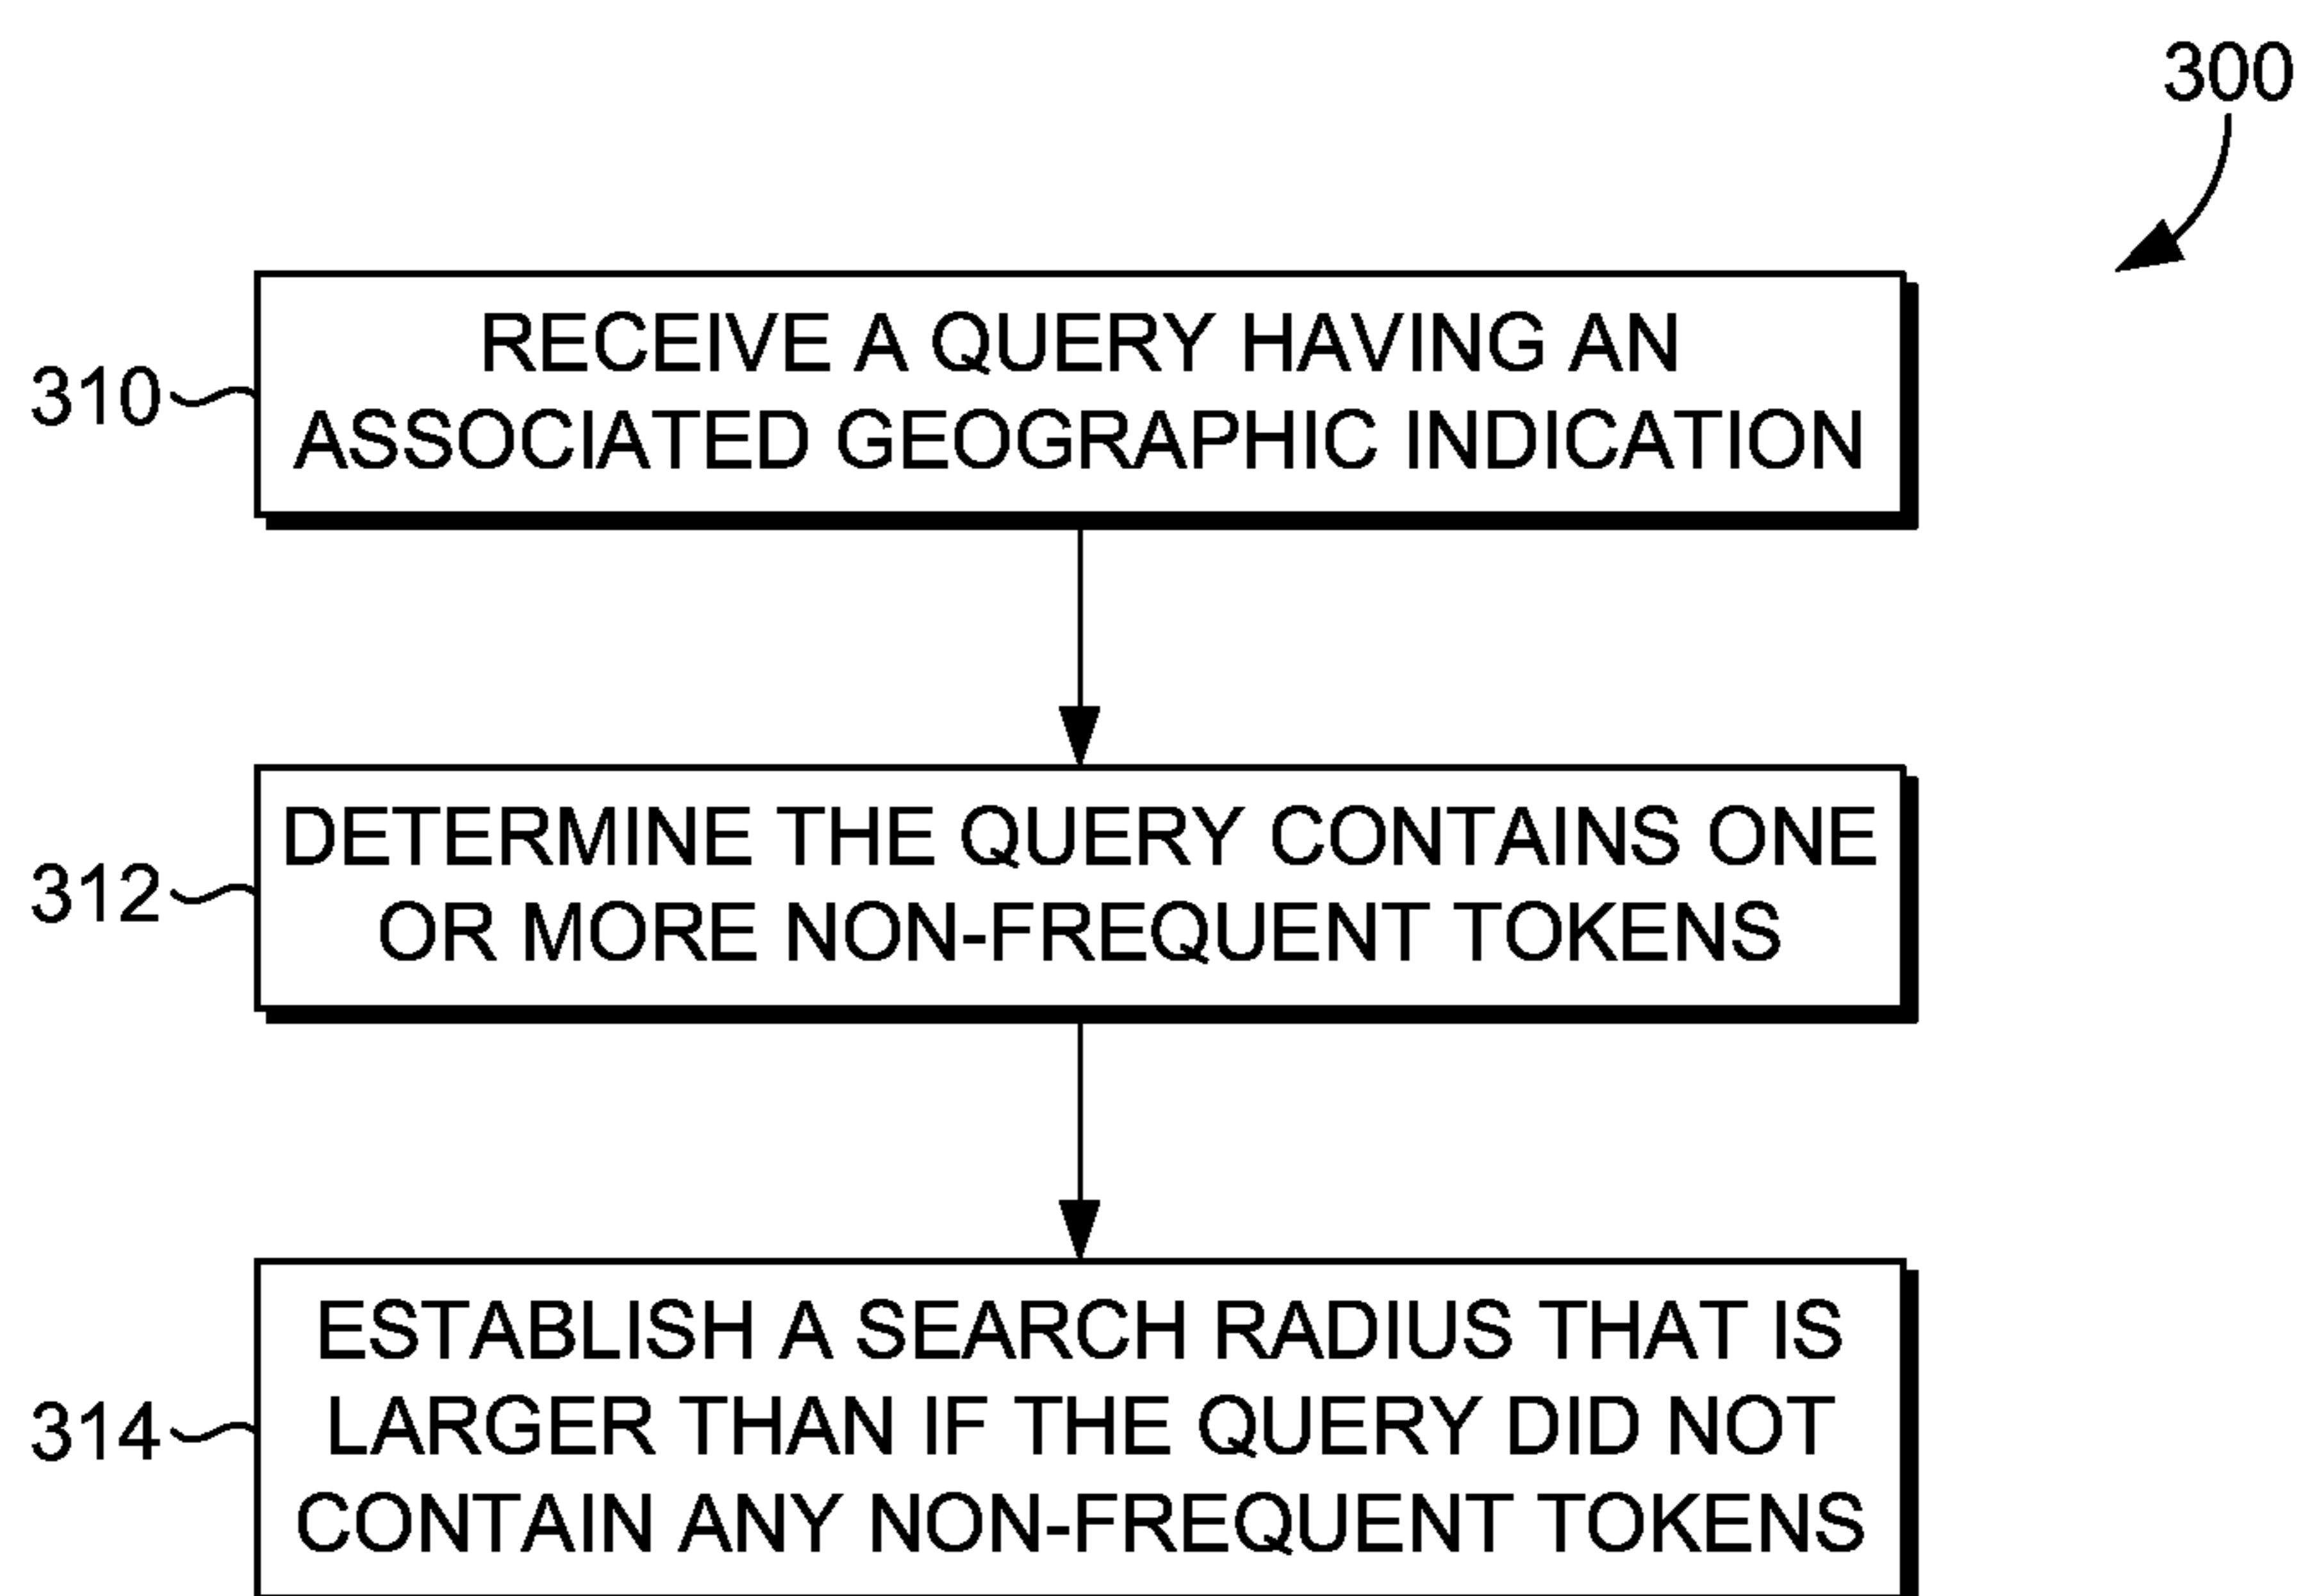 300
310
RECEIVE A QUERY HAVING AN
ASSOCIATED GEOGRAPHIC INDICATION
312
DETERMINE THE QUERY CONTAINS ONE
OR MORE NON-FREQUENT TOKENS
314
ESTABLISH A SEARCH RADIUS THAT IS
LARGER THAN IF THE QUERY DID NOT
CONTAIN ANY NON-FREQUENT TOKENS